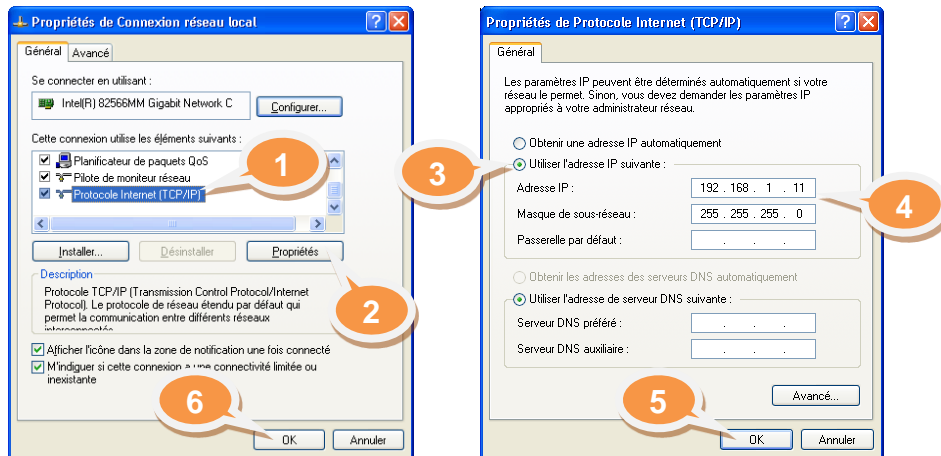 Propriétés de Connexion réseau local
Général
Avancé
Se connecter en utilisant :
Intel(R) 82566MM Gigabit Network C
Configurer...
Cette connexion utilise les éléments suivants :
Planificateur de paquets QoS
Pilote de moniteur réseau
Protocole Internet (TCP/IP)
1
Installer...
Désinstaller
Propriétés
2
Description
Protocole TCP/IP (Transmission Control Protocol/Internet
Protocol). Le protocole de réseau étendu par défaut qui
permet la communication entre différents réseaux
interconnectés
Afficher l'icône dans la zone de notification une fois connecté
M'indiquer si cette connexion a une connectivité limitée ou
inexistante
6
OK
Annuler
Propriétés de Protocole Internet (TCP/IP)
Général
Les paramètres IP peuvent être déterminés automatiquement si votre
réseau le permet. Sinon, vous devez demander les paramètres IP
appropriés à votre administrateur réseau.
Obtenir une adresse IP automatiquement
3
Utiliser l'adresse IP suivante :
Adresse IP :
192 . 168 . 1 . 11
4
Masque de sous-réseau :
255 . 255 . 255 . 0
Passerelle par défaut :
. . .
Obtenir les adresses des serveurs DNS automatiquement
Utiliser l'adresse de serveur DNS suivante :
Serveur DNS préféré :
. . .
Serveur DNS auxiliaire :
. . .
Avancé...
5
OK
Annuler